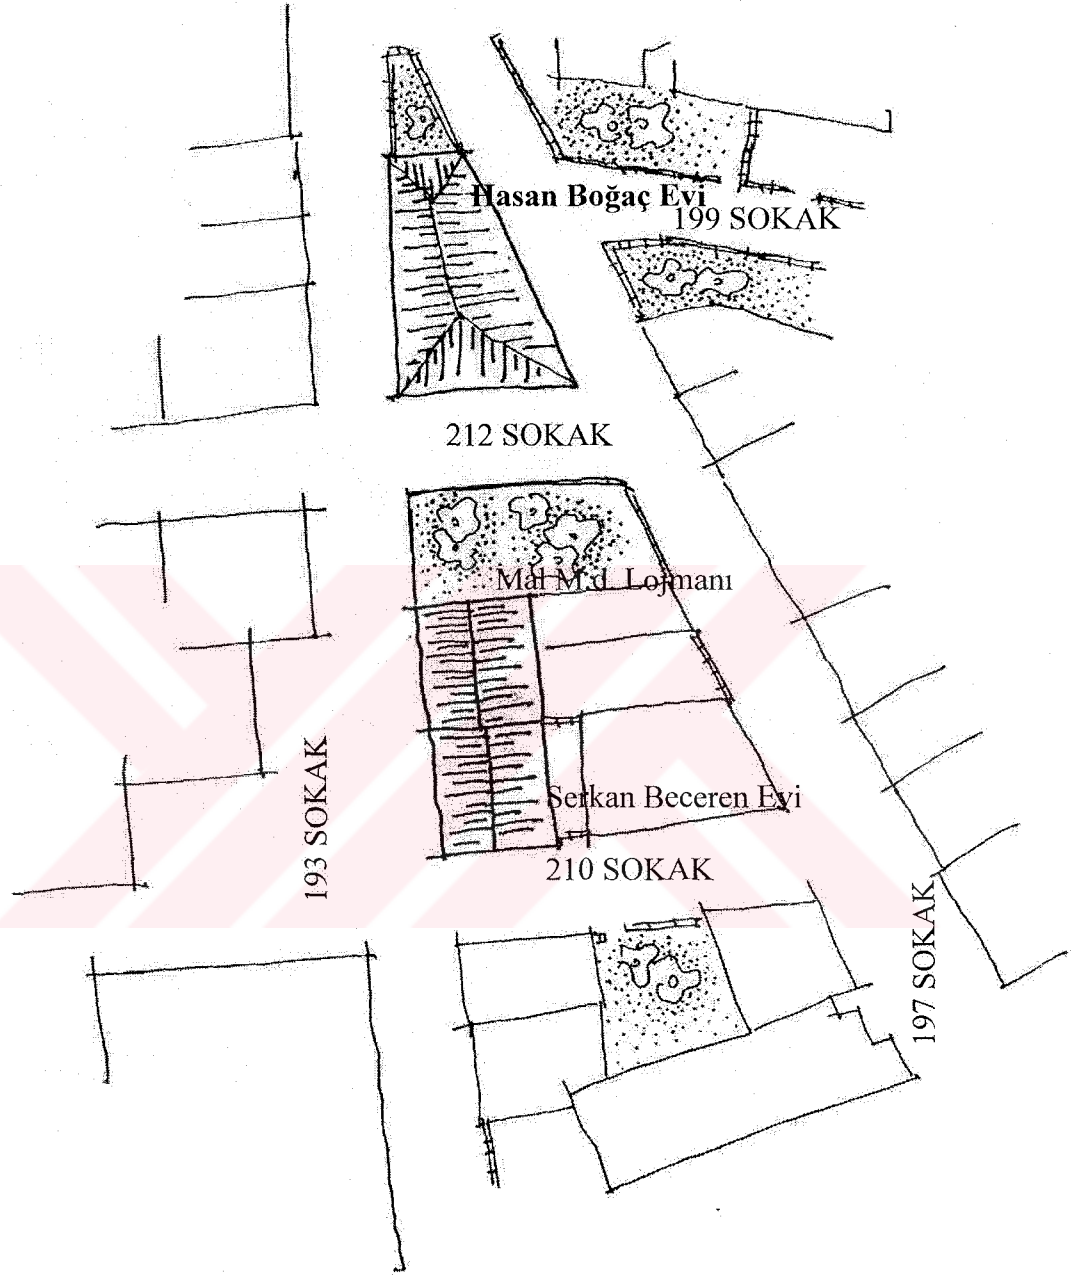 Hasan Boğaç Evi
199 SOKAK
212 SOKAK
Mal M.d. Lojmanı
193 SOKAK
Serkan Beceren Evi
210 SOKAK
197 SOKAK